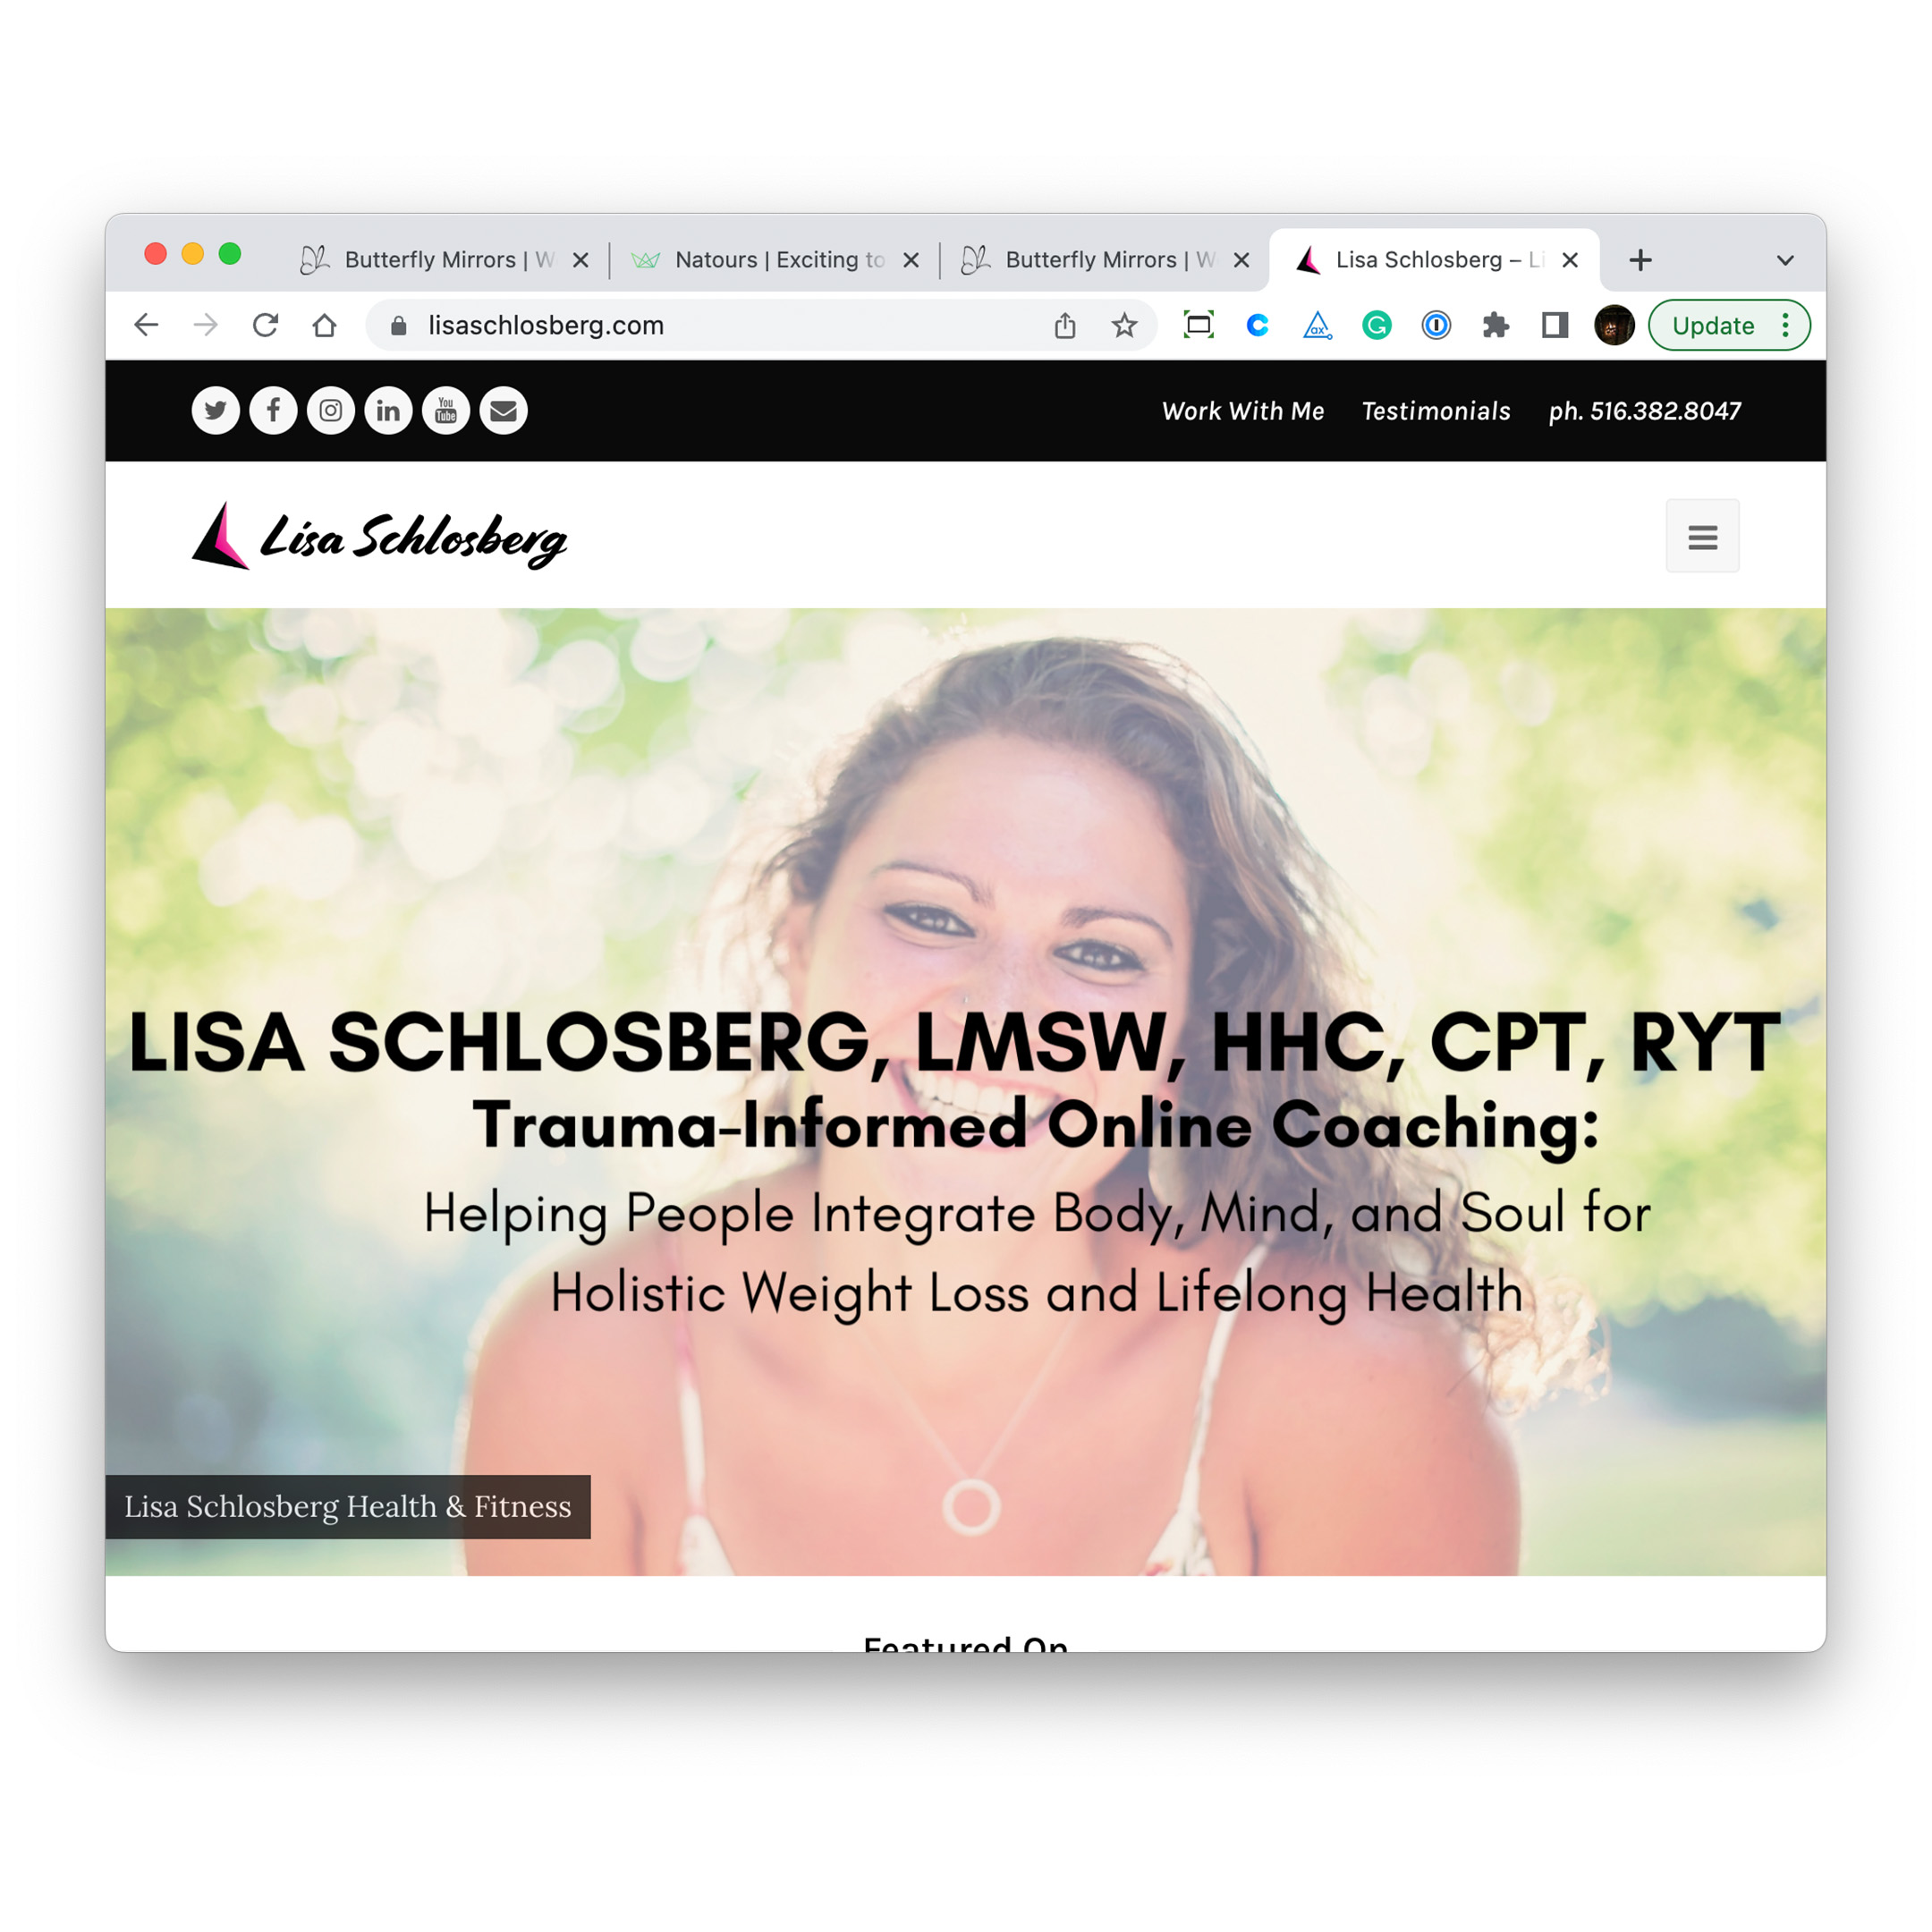 Butterfly Mirrors | W
Natours | Exciting to
Butterfly Mirrors | W
Lisa Schlosberg – Li
lisaschlosberg.com
Update
You
Tube
Work With Me
Testimonials
ph. 516.382.8047
Lisa Schlosberg
LISA SCHLOSBERG, LMSW, HHC, CPT, RYT
Trauma-Informed Online Coaching:
Helping People Integrate Body, Mind, and Soul for
Holistic Weight Loss and Lifelong Health
Lisa Schlosberg Health & Fitness
Featured On